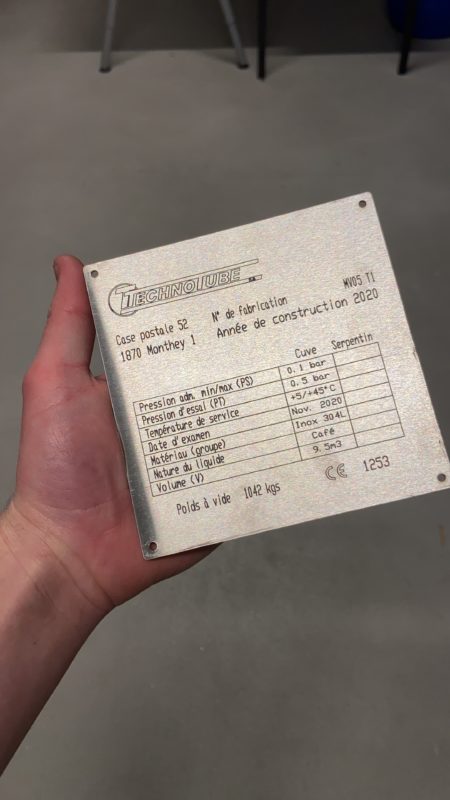 TECHNOTUBE SA
Case postale 52 N° de fabrication MV05 T1
1870 Monthey 1 Année de construction 2020
Cuve Serpentin
Pression adm. min/max (PS) 0.1 bar
Pression d'essai (PT) 0.5 bar
Température de service +5/+45°C
Date d'examen Nov. 2020
Matériau (groupe) Inox 304L
Nature du liquide Café
Volume (V) 9.5m3
Poids à vide 1042 kgs CE 1253